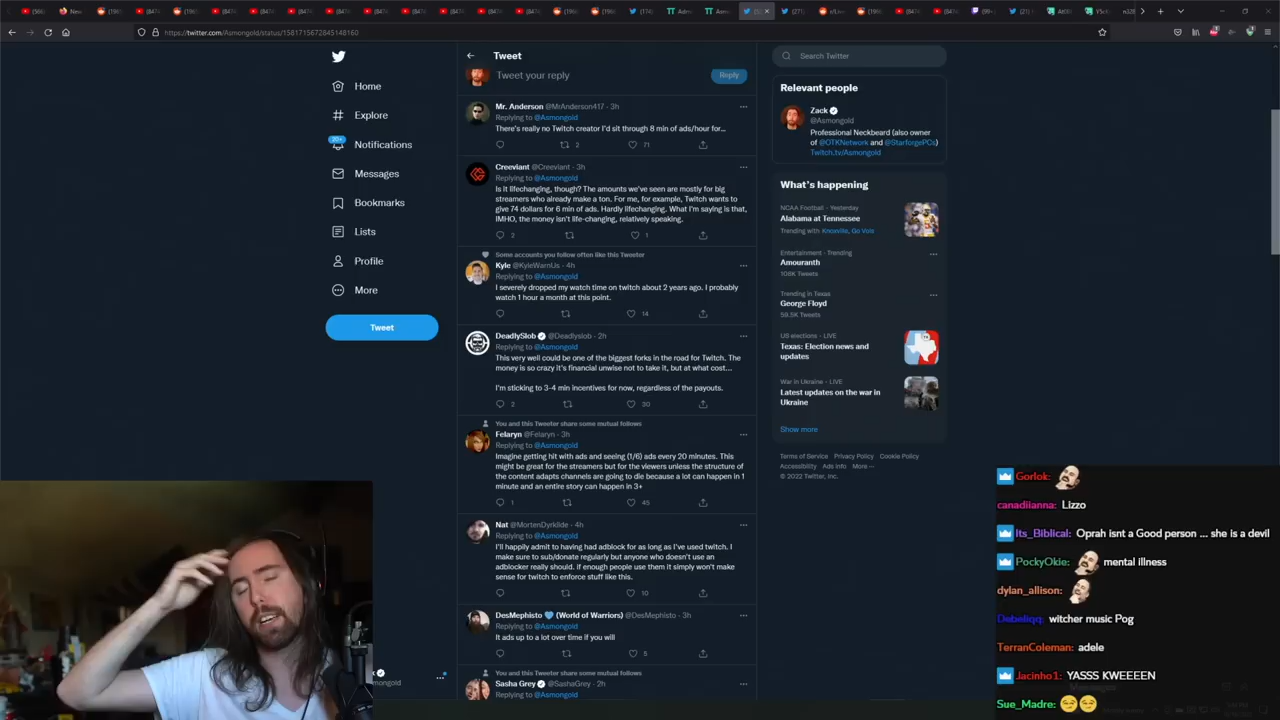 https://twitter.com/Asmongold/status/1581715672845148160
Home
Explore
20+
Notifications
Messages
Bookmarks
Lists
Profile
More
Tweet
Tweet
Tweet your reply
Reply
Mr. Anderson @MrAnderson417 · 3h
Replying to @Asmongold
There's really no Twitch creator I'd sit through 8 min of ads/hour for...
2
71
Creeviant @Creeviant · 3h
Replying to @Asmongold
Is it lifechanging, though? The amounts we've seen are mostly for big
streamers who already make a ton. For me, for example, Twitch wants to
give 74 dollars for 6 min of ads. Hardly lifechanging. What I'm saying is that,
IMHO, the money isn't life-changing, relatively speaking.
2
1
Some accounts you follow often like this Tweeter
Kyle @KyleWarnUs · 4h
Replying to @Asmongold
I severely dropped my watch time on twitch about 2 years ago. I probably
watch 1 hour a month at this point.
14
DeadlySlob @Deadlyslob · 2h
Replying to @Asmongold
This very well could be one of the biggest forks in the road for Twitch. The
money is so crazy it's financial unwise not to take it, but at what cost...
I'm sticking to 3-4 min incentives for now, regardless of the payouts.
2
30
You and this Tweeter share some mutual follows
Felaryn @Felaryn · 3h
Replying to @Asmongold
Imagine getting hit with ads and seeing (1/6) ads every 20 minutes. This
might be great for the streamers but for the viewers unless the structure of
the content adapts channels are going to die because a lot can happen in 1
minute and an entire story can happen in 3+
1
45
Nat @MortenDyrklide · 4h
Replying to @Asmongold
I'll happily admit to having had adblock for as long as I've used twitch. I
make sure to sub/donate regularly but anyone who doesn't use an
adblocker really should. if enough people use them it simply won't make
sense for twitch to enforce stuff like this.
10
DesMephisto (World of Warriors) @DesMephisto · 3h
Replying to @Asmongold
It ads up to a lot over time if you will
5
You and this Tweeter share some mutual follows
Sasha Grey @SashaGrey · 2h
Replying to @Asmongold
Search Twitter
Relevant people
Zack
@Asmongold
Professional Neckbeard (also owner
of @OTKNetwork and @StarforgePCs)
Twitch.tv/Asmongold
What's happening
NCAA Football · Yesterday
Alabama at Tennessee
Trending with Knoxville, Go Vols
Entertainment · Trending
Amouranth
108K Tweets
Trending in Texas
George Floyd
58.5K Tweets
US elections · LIVE
Texas: Election news and
updates
War in Ukraine · LIVE
Latest updates on the war in
Ukraine
Show more
Terms of Service Privacy Policy Cookie Policy
Accessibility Ads info More
© 2022 Twitter, Inc.
Gorlok:
canadiianna: Lizzo
Its_Biblical: Oprah isnt a Good person ... she is a devil
PockyOkie: mental illness
dylan_allison:
witcher music Pog
TerranColeman: adele
Jacinho1: YASSS KWEEEEN
Sue_Madre: